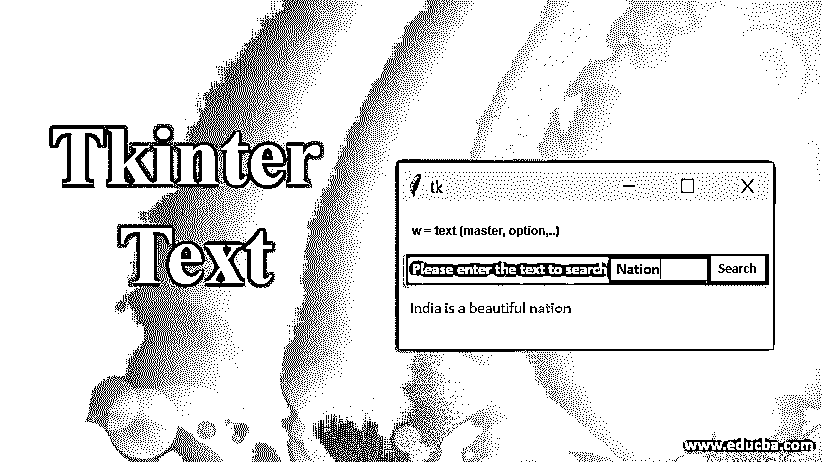 Tkinter
Text
tk
w = text (master, option,..)
Please enter the text to search Nation Search
India is a beautiful nation
www.educba.com